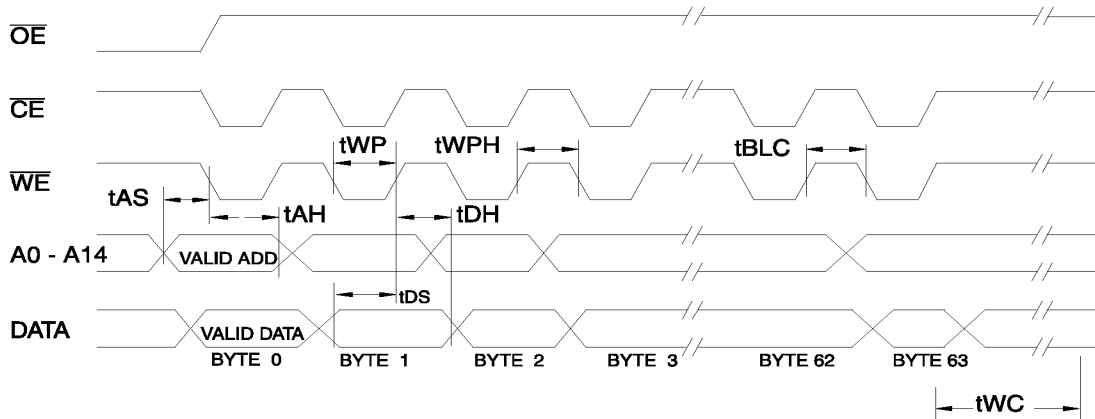 OE
CE
tWP
tWPH
tBLC
WE
tAS
tAH
tDH
A0 - A14
VALID ADD
tDS
DATA
VALID DATA
BYTE 0
BYTE 1
BYTE 2
BYTE 3
BYTE 62
BYTE 63
tWC